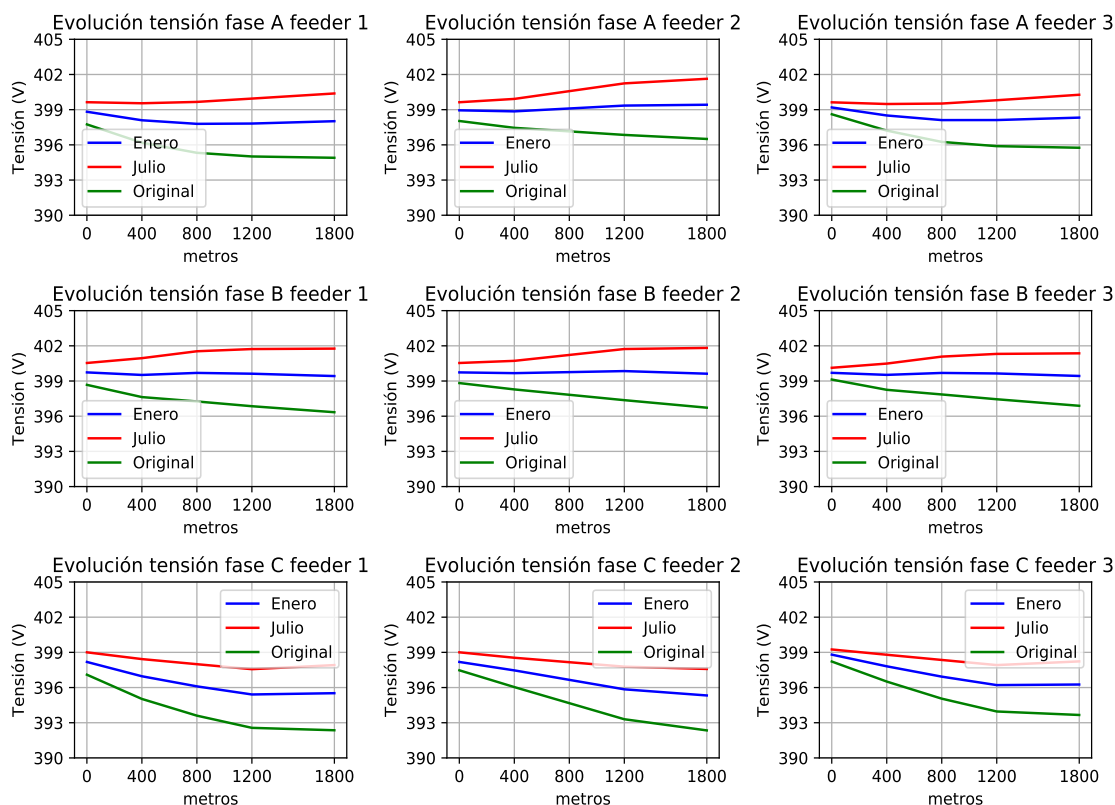 Evolución tensión fase A feeder 1
405
402
399
396
393
390
Tensión (V)
Enero
Julio
Original
0 400 800 1200 1800
metros
Evolución tensión fase A feeder 2
405
402
399
396
393
390
Tensión (V)
Enero
Julio
Original
0 400 800 1200 1800
metros
Evolución tensión fase A feeder 3
405
402
399
396
393
390
Tensión (V)
Enero
Julio
Original
0 400 800 1200 1800
metros
Evolución tensión fase B feeder 1
405
402
399
396
393
390
Tensión (V)
Enero
Julio
Original
0 400 800 1200 1800
metros
Evolución tensión fase B feeder 2
405
402
399
396
393
390
Tensión (V)
Enero
Julio
Original
0 400 800 1200 1800
metros
Evolución tensión fase B feeder 3
405
402
399
396
393
390
Tensión (V)
Enero
Julio
Original
0 400 800 1200 1800
metros
Evolución tensión fase C feeder 1
405
402
399
396
393
390
Tensión (V)
Enero
Julio
Original
0 400 800 1200 1800
metros
Evolución tensión fase C feeder 2
405
402
399
396
393
390
Tensión (V)
Enero
Julio
Original
0 400 800 1200 1800
metros
Evolución tensión fase C feeder 3
405
402
399
396
393
390
Tensión (V)
Enero
Julio
Original
0 400 800 1200 1800
metros